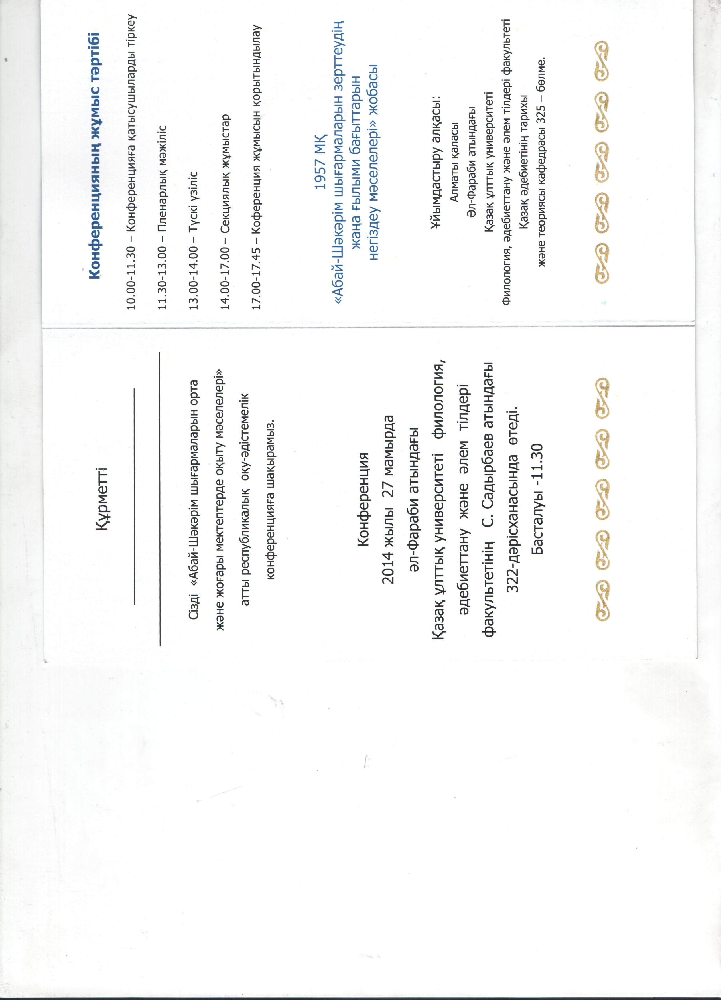 Құрметті
Сізді «Абай-Шәкәрім шығармаларын орта
және жоғары мектептерде оқыту мәселелері»
атты республикалық оқу-әдістемелік
конференцияға шақырамыз.
Конференция
2014 жылы 27 мамырда
әл-Фараби атындағы
Қазақ ұлттық университеті филология,
әдебиеттану және әлем тілдері
факультетінің С. Садырбаев атындағы
322-дәрісханасында өтеді.
Басталуы -11.30
Конференцияның жұмыс тәртібі
10.00-11.30 – Конференцияға қатысушыларды тіркеу
11.30-13.00 – Пленарлық мәжіліс
13.00-14.00 – Түскі үзіліс
14.00-17.00 – Секциялық жұмыстар
17.00-17.45 – Коференция жұмысын қорытындылау
1957 МҚ
«Абай-Шәкәрім шығармаларын зерттеудің
жаңа ғылыми бағыттарын
негіздеу мәселелері» жобасы
Ұйымдастыру алқасы:
Алматы қаласы
Әл-Фараби атындағы
Қазақ ұлттық университеті
Филология, әдебиеттану және әлем тілдері факультеті
Қазақ әдебиетінің тарихы
және теориясы кафедрасы 325 – бөлме.